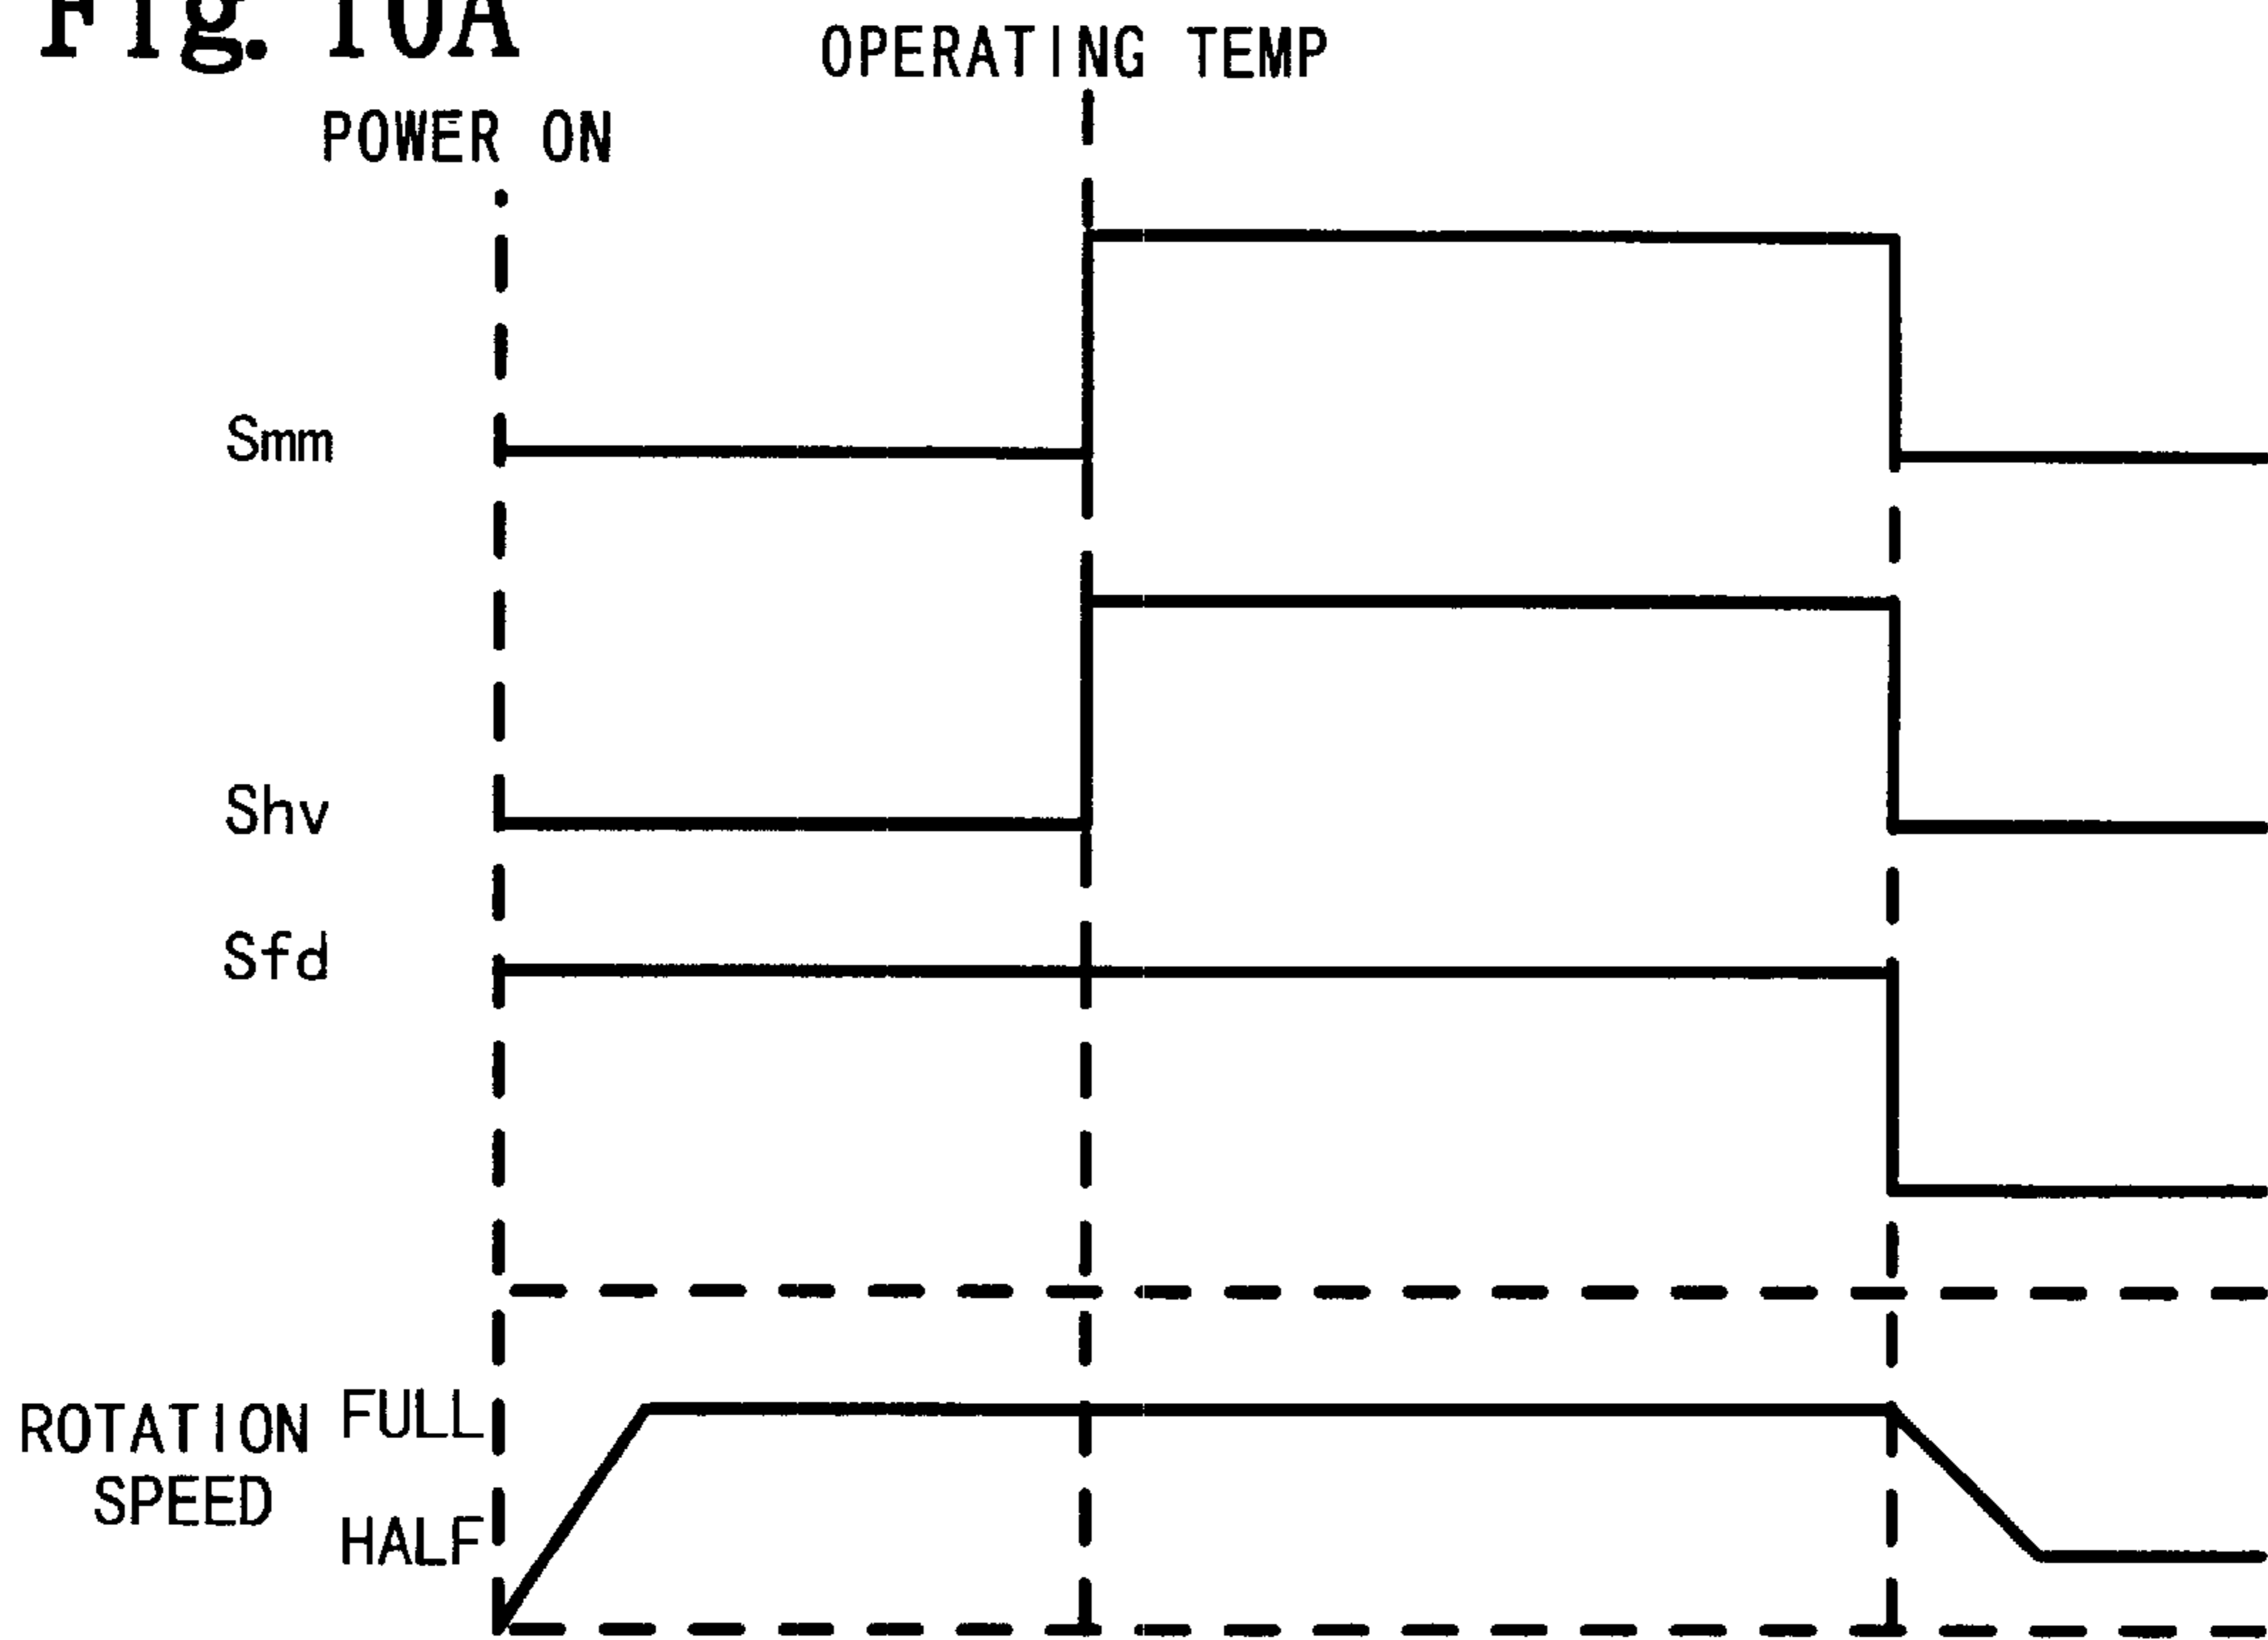 Fig. 10A
OPERATING TEMP
POWER ON
Smm
Shv
Sfd
ROTATION SPEED
FULL
HALF